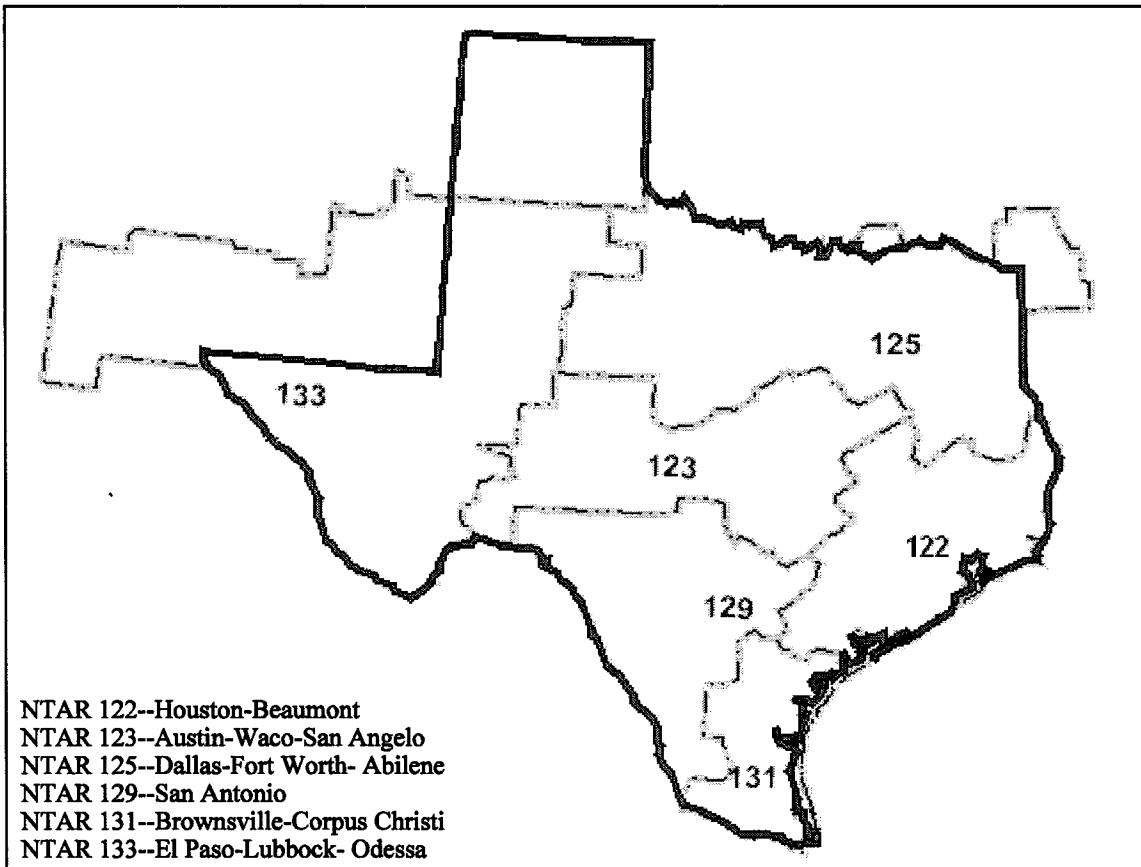 125
133
123
122
129
131
NTAR 122--Houston-Beaumont
NTAR 123--Austin-Waco-San Angelo
NTAR 125--Dallas-Fort Worth- Abilene
NTAR 129--San Antonio
NTAR 131--Brownsville-Corpus Christi
NTAR 133--El Paso-Lubbock- Odessa